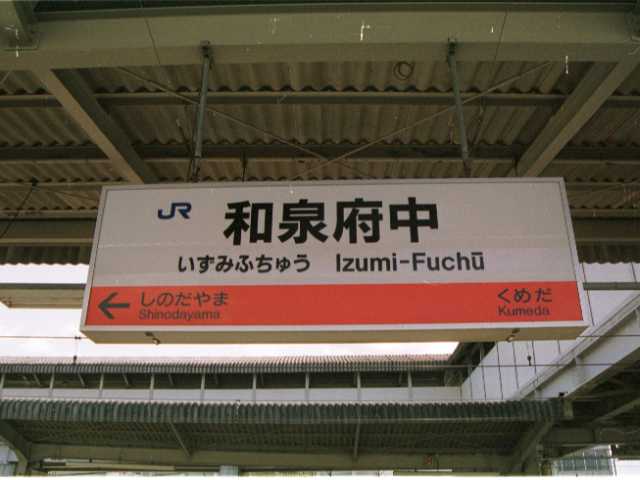 JR 和泉府中
いずみふちゅう Izumi-Fuchū
← しのだやま くめだ
Shinodayama Kumeda